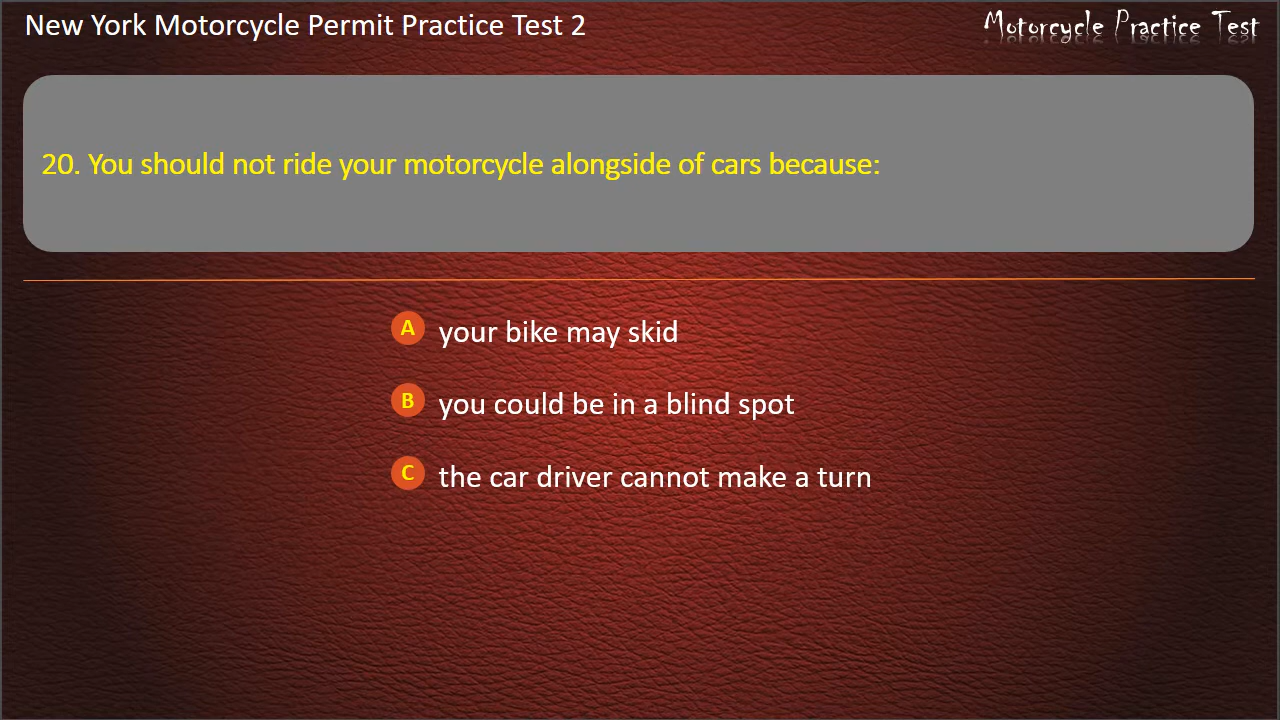 New York Motorcycle Permit Practice Test 2
Motorcycle Practice Test
20. You should not ride your motorcycle alongside of cars because:
A your bike may skid
B you could be in a blind spot
C the car driver cannot make a turn